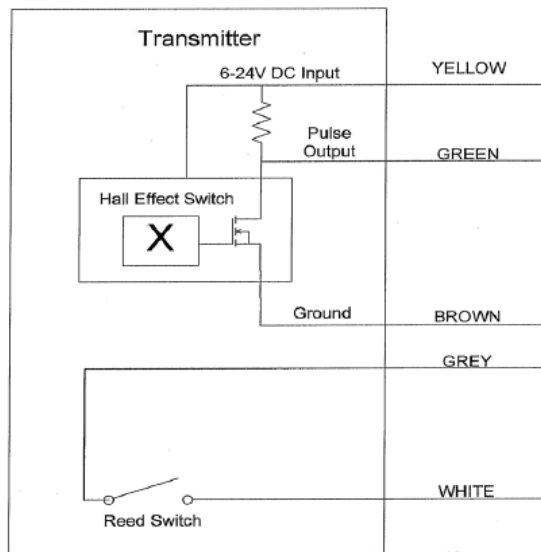 Transmitter
6-24V DC Input
YELLOW
Pulse
Output
GREEN
Hall Effect Switch
X
Ground
BROWN
GREY
WHITE
Reed Switch